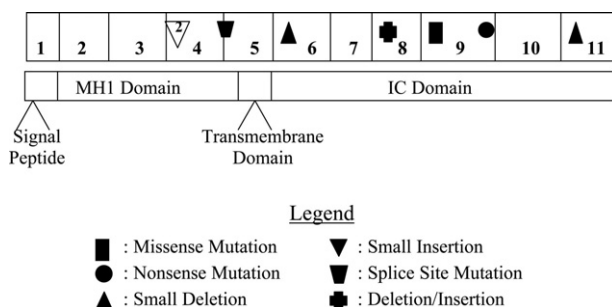 2
1 2 3 4 5 6 7 8 9 10 11
MH1 Domain IC Domain
Signal Peptide
Transmembrane Domain
Legend
: Missense Mutation : Small Insertion
: Nonsense Mutation : Splice Site Mutation
: Small Deletion : Deletion/Insertion